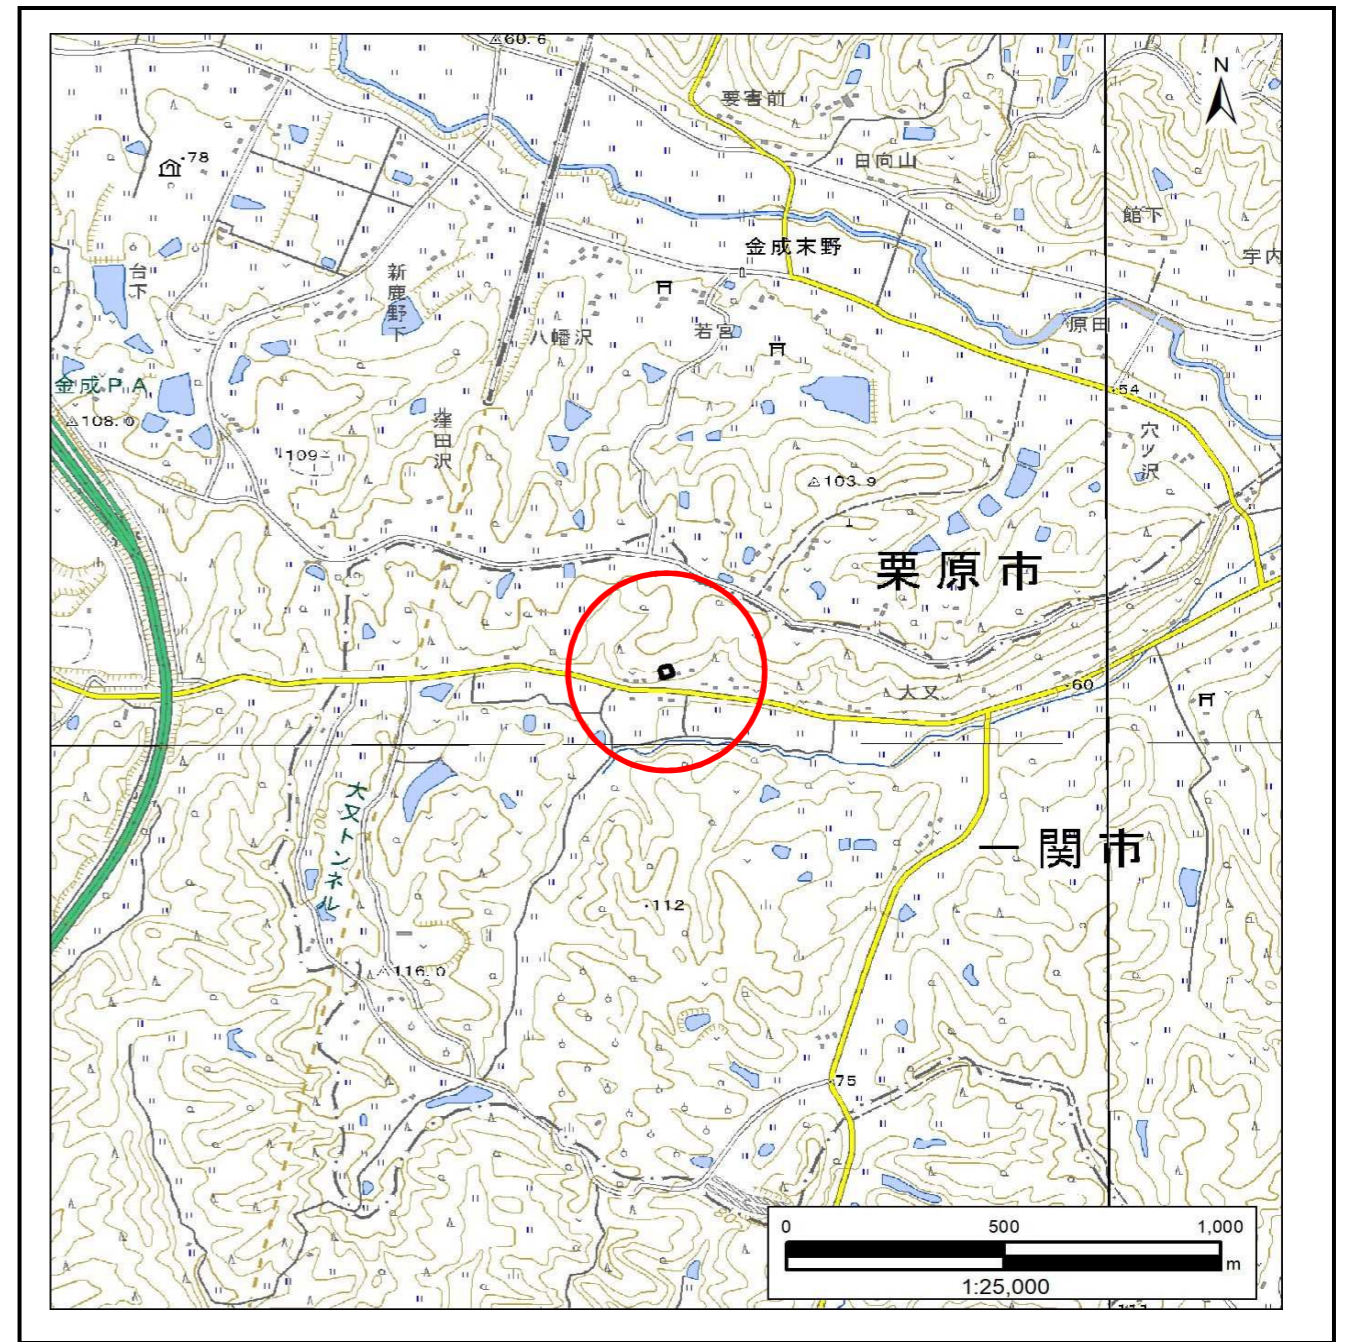 60.6
N
要害前
78
日向山
館下
金成末野
宇内
台下
新鹿野下
八幡沢
若宮
原田
金成PA
54
108.0
窪田沢
穴ツ沢
109
103.9
栗原市
大又
60
大又トンネル
100
一関市
112
116.0
75
0 500 1,000
m
1:25,000